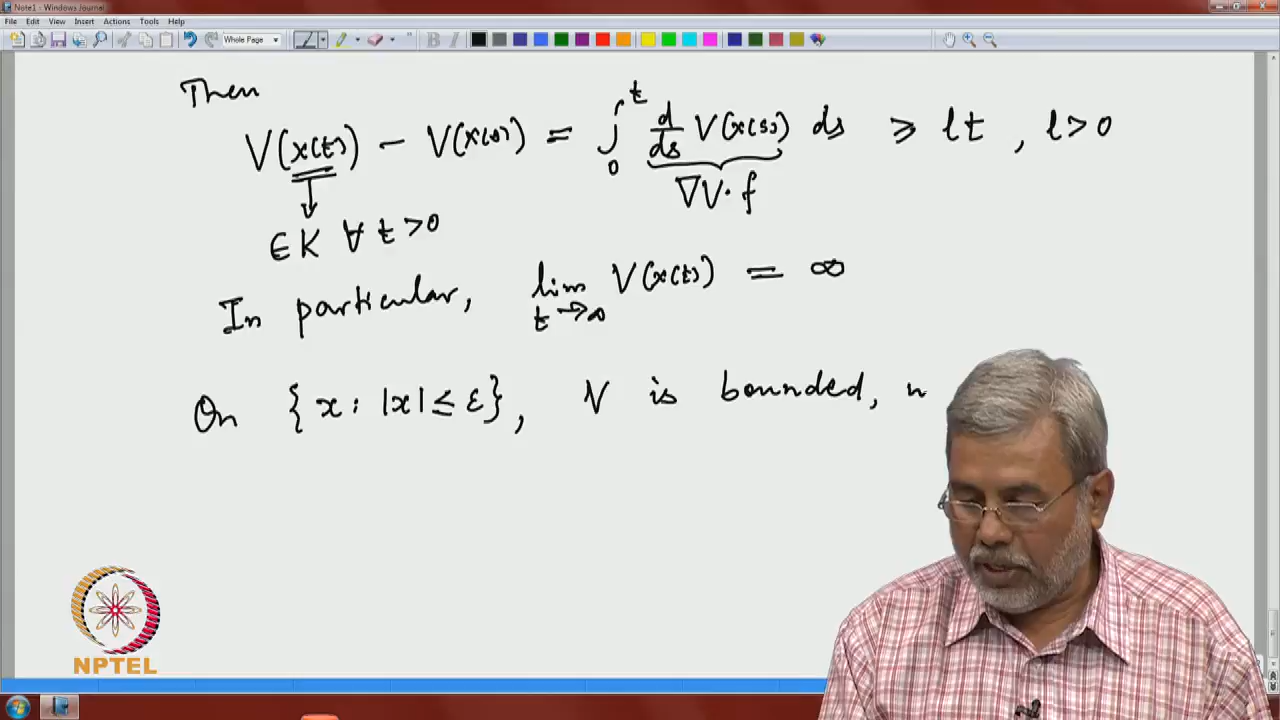 Note1 - Windows Journal
File Edit View Insert Actions Tools Help
Whole Page
Then
V(x(t)) - V(x(0)) = ∫₀ᵗ d/ds V(x(s)) ds ≥ lt , l>0
∇V· f
∈ K ∀ t >0
In particular, lim V(x(t)) = ∞
t→∞
On { x : |x| ≤ ε}, V is bounded,
NPTEL